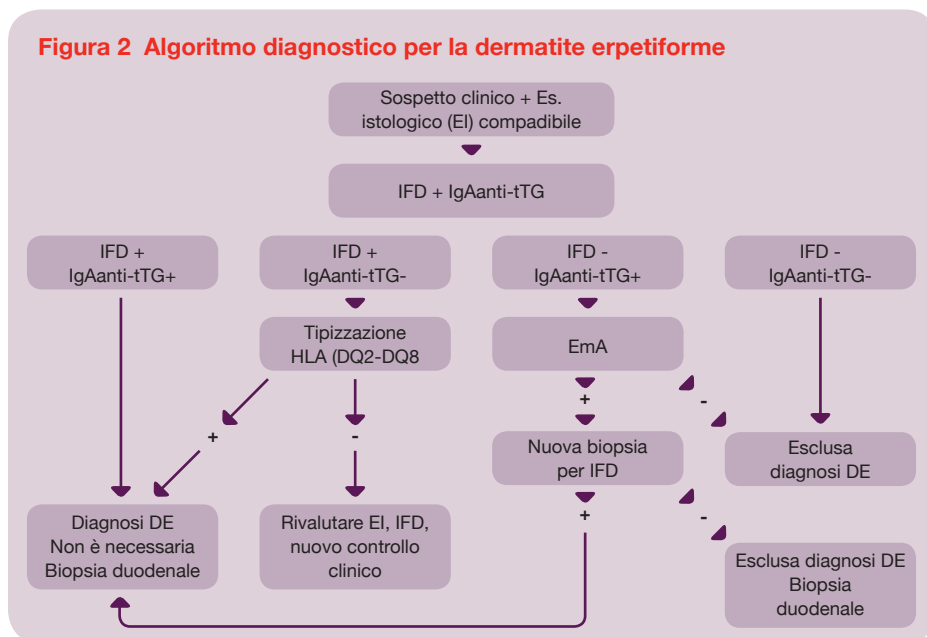 Figura 2 Algoritmo diagnostico per la dermatite erpetiforme
Sospetto clinico + Es.
istologico (EI) compadibile
IFD + IgAanti-tTG
IFD +
IgAanti-tTG+
IFD +
IgAanti-tTG-
IFD -
IgAanti-tTG+
IFD -
IgAanti-tTG-
Tipizzazione
HLA (DQ2-DQ8
EmA
+
-
+
-
Nuova biopsia
per IFD
Esclusa
diagnosi DE
Diagnosi DE
Non è necessaria
Biopsia duodenale
Rivalutare EI, IFD,
nuovo controllo
clinico
+
-
Esclusa diagnosi DE
Biopsia
duodenale